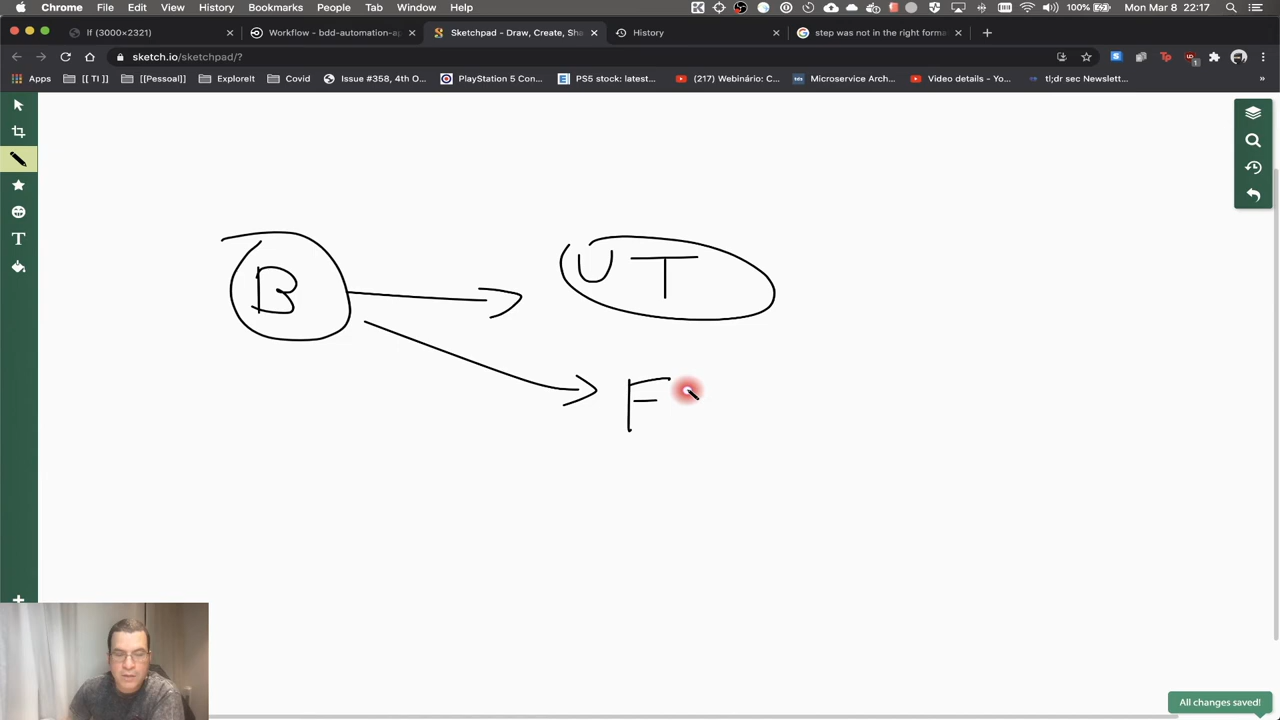 Chrome File Edit View History Bookmarks People Tab Window Help 100% Mon Mar 8 22:17
lf (3000×2321) Workflow - bdd-automation-ap Sketchpad - Draw, Create, Sha History step was not in the right forma
sketch.io/sketchpad/?
Apps [[ TI ]] [[Pessoal]] ExploreIt Covid Issue #358, 4th O... PlayStation 5 Con... PS5 stock: latest... (217) Webinário: C... Microservice Arch... Video details - Yo... tl;dr sec Newslett... »
U T
B
F
All changes saved!